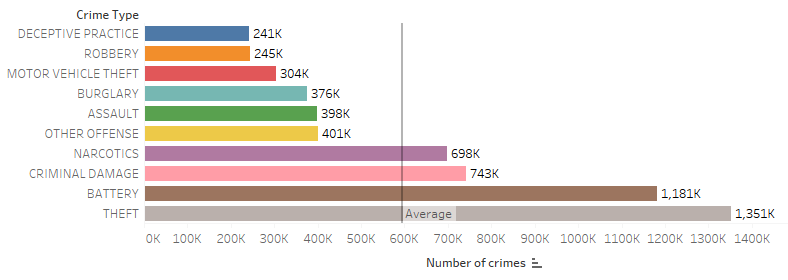 Crime Type
DECEPTIVE PRACTICE 241K
ROBBERY 245K
MOTOR VEHICLE THEFT 304K
BURGLARY 376K
ASSAULT 398K
OTHER OFFENSE 401K
NARCOTICS 698K
CRIMINAL DAMAGE 743K
BATTERY 1,181K
THEFT Average 1,351K
0K 100K 200K 300K 400K 500K 600K 700K 800K 900K 1000K 1100K 1200K 1300K 1400K
Number of crimes